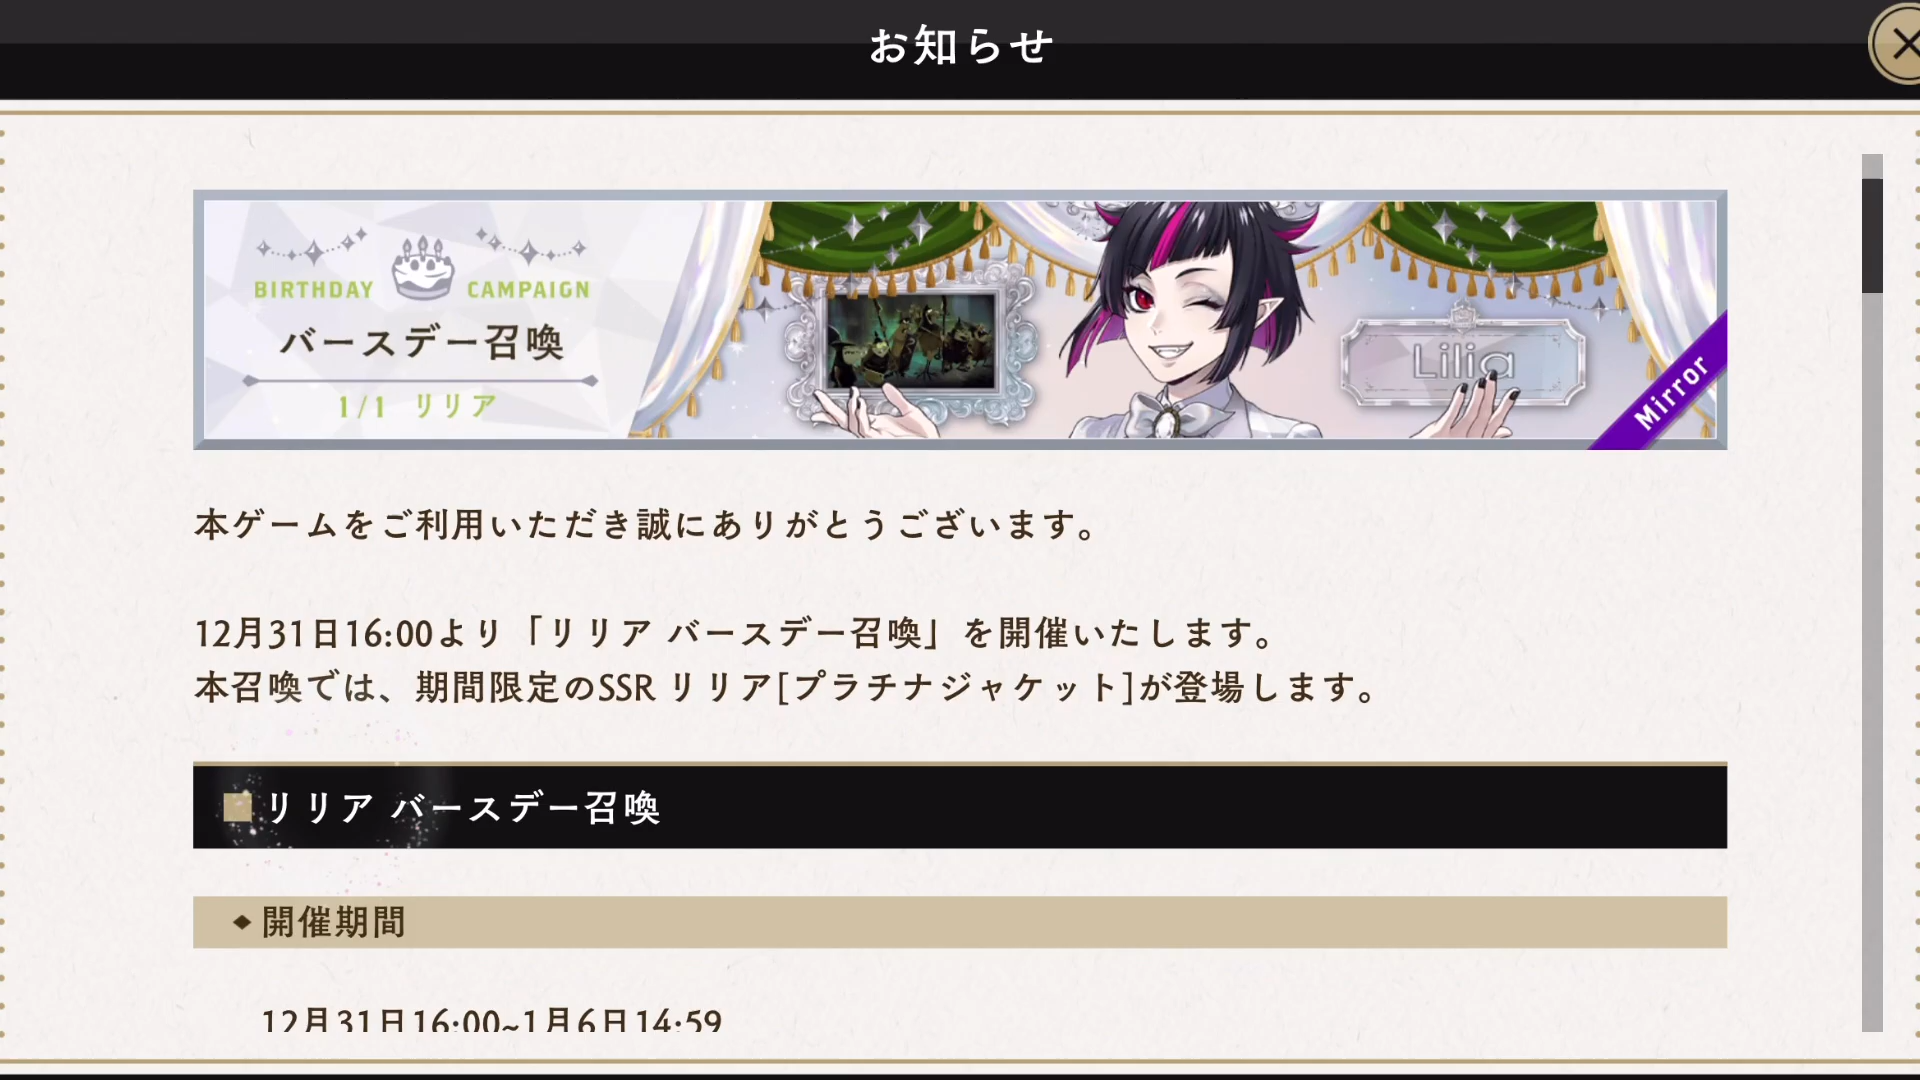 お知らせ
BIRTHDAY CAMPAIGN
バースデー召喚
1/1 リリア
Lilia
Mirror
本ゲームをご利用いただき誠にありがとうございます。
12月31日16:00より「リリア バースデー召喚」を開催いたします。
本召喚では、期間限定のSSR リリア[プラチナジャケット]が登場します。
■リリア バースデー召喚
◆開催期間
12月31日16:00~1月6日14:59